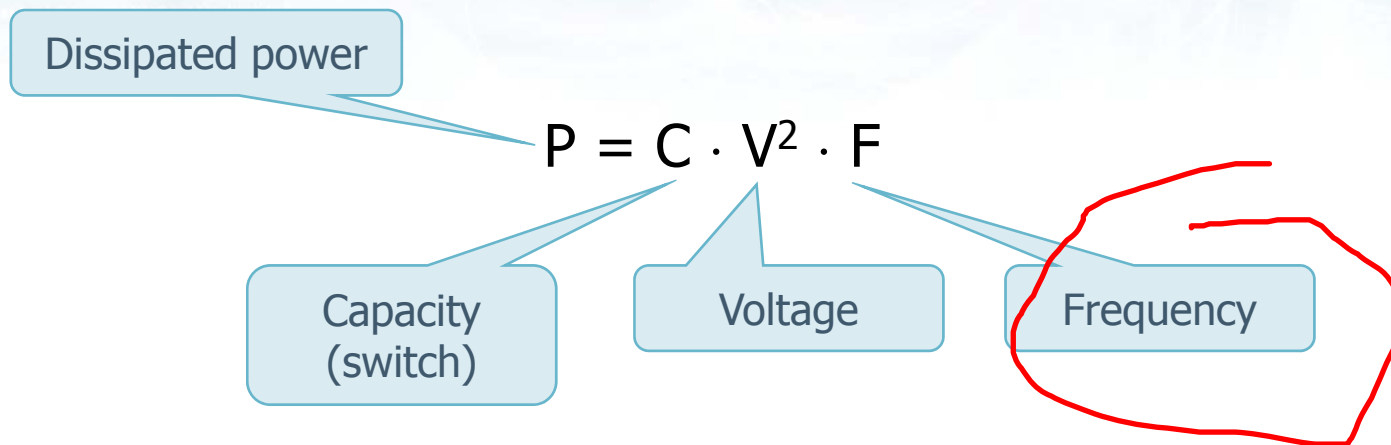 Dissipated power
P = C · V² · F
Capacity
(switch)
Voltage
Frequency